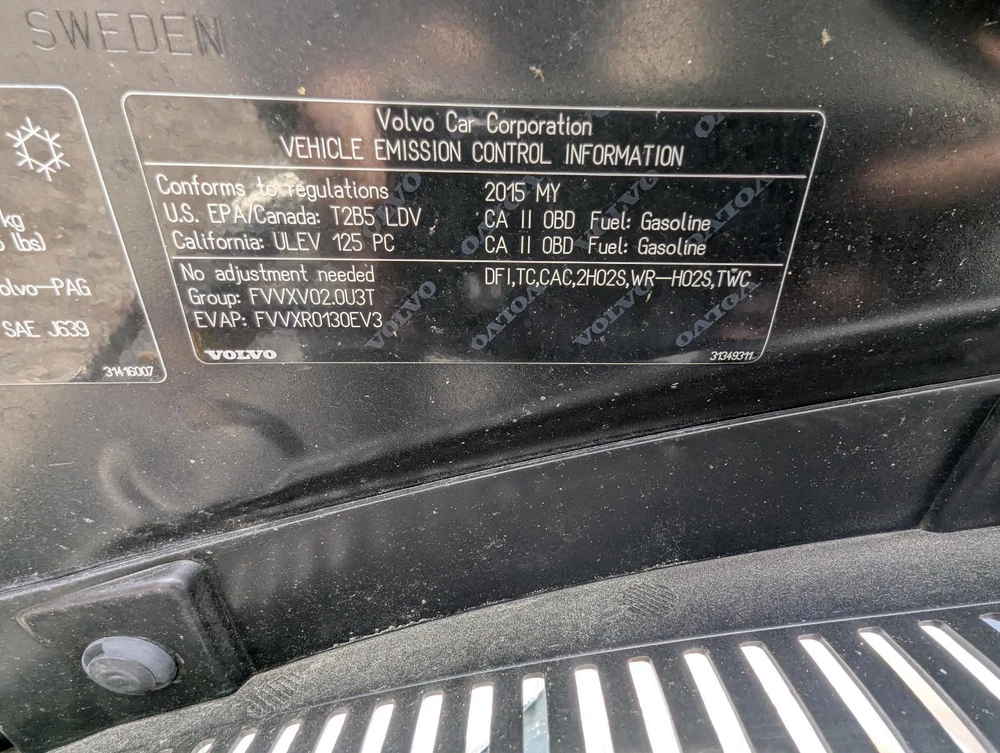 SWEDEN
kg
lbs)
olvo-PAG
SAE J639
31416007
Volvo Car Corporation
VEHICLE EMISSION CONTROL INFORMATION
Conforms to regulations 2015 MY
U.S. EPA/Canada: T2B5 LDV CA II OBD Fuel: Gasoline
California: ULEV 125 PC CA II OBD Fuel: Gasoline
No adjustment needed DFI,TC,CAC,2HO2S,WR-HO2S,TWC
Group: FVVXV02.0U3T
EVAP: FVVXR0130EV3
VOLVO 31349311